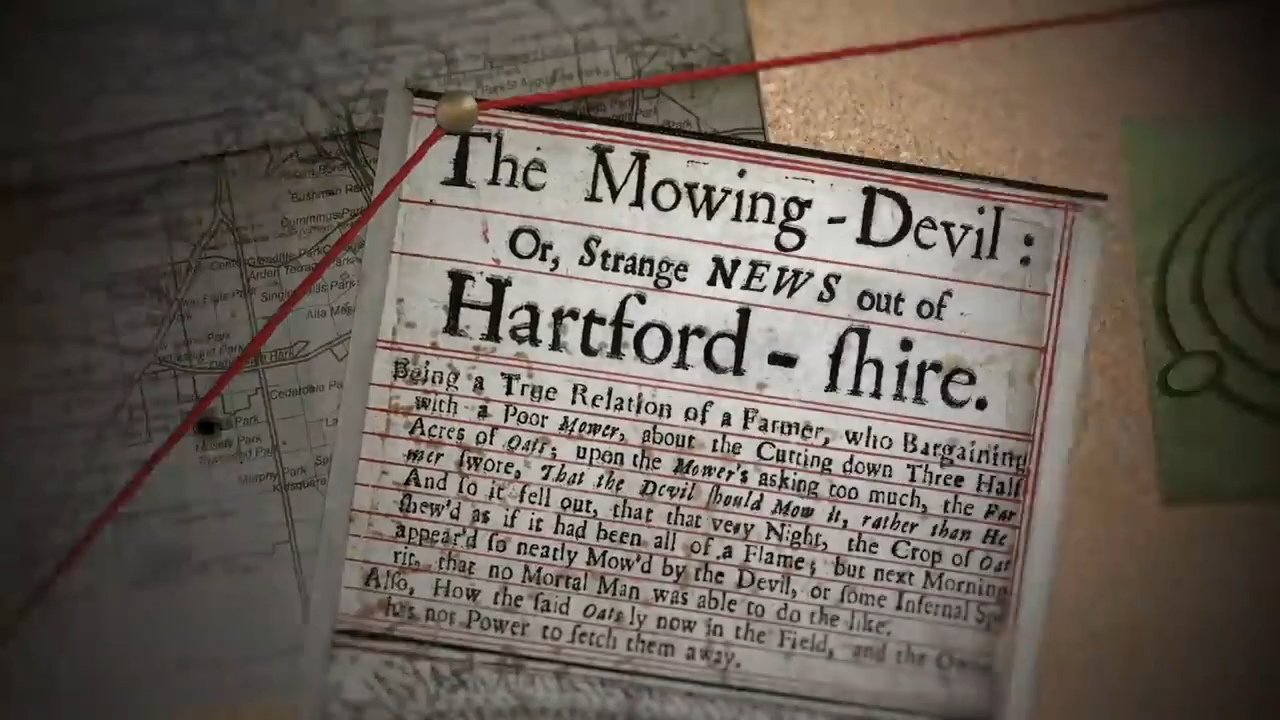 The Mowing-Devil:
Or, Strange NEWS out of
Hartford-ſhire.
Being a True Relation of a Farmer, who Bargaining
with a Poor Mower, about the Cutting down Three Half
Acres of Oats; upon the Mower's asking too much, the Far
mer ſwore, That the Devil ſhould Mow it, rather than He
And ſo it fell out, that that very Night, the Crop of Oat
ſhew'd as if it had been all of a Flame; but next Morning
appear'd ſo neatly Mow'd by the Devil, or ſome Infernal Sp
rit, that no Mortal Man was able to do the like.
Alſo, How the ſaid Oats ly now in the Field, and the Own
has not Power to fetch them away.
Bushman
Park
Cedardale Pa
Park
Murphy Park
Kidsquare